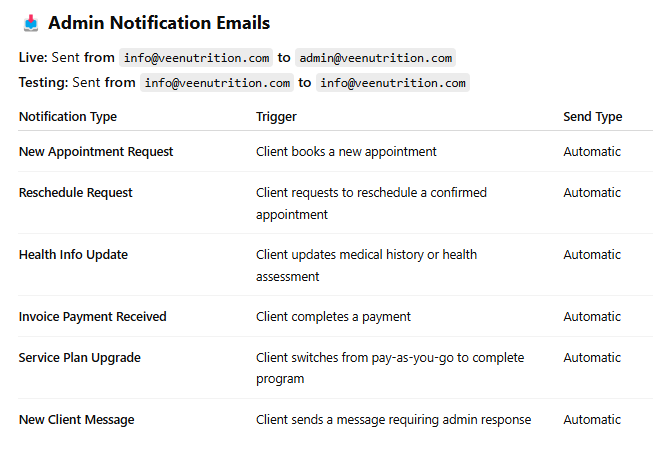 Admin Notification Emails
Live: Sent from info@veenutrition.com to admin@veenutrition.com
Testing: Sent from info@veenutrition.com to info@veenutrition.com
Notification Type Trigger Send Type
New Appointment Request Client books a new appointment Automatic
Reschedule Request Client requests to reschedule a confirmed Automatic
appointment
Health Info Update Client updates medical history or health Automatic
assessment
Invoice Payment Received Client completes a payment Automatic
Service Plan Upgrade Client switches from pay-as-you-go to complete Automatic
program
New Client Message Client sends a message requiring admin response Automatic